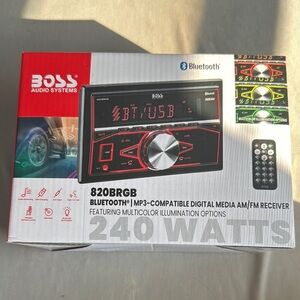 Bluetooth®
BOSS
AUDIO SYSTEMS
BOSS
BT/USB
820BRGB
BLUETOOTH® | MP3-COMPATIBLE DIGITAL MEDIA AM/FM RECEIVER
FEATURING MULTICOLOR ILLUMINATION OPTIONS
240 WATTS